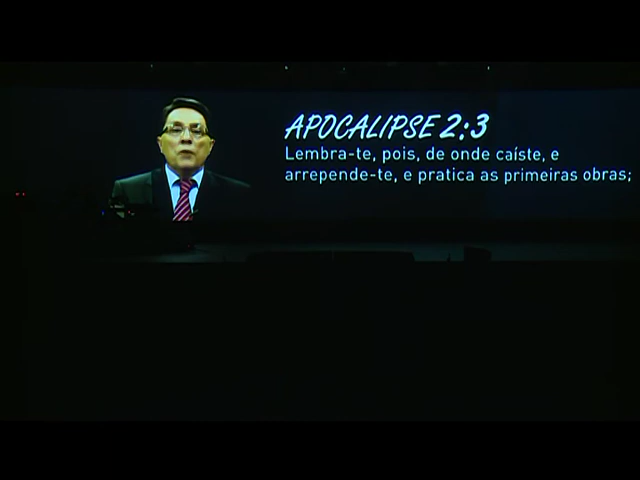 APOCALIPSE 2:3
Lembra-te, pois, de onde caíste, e
arrepende-te, e pratica as primeiras obras;